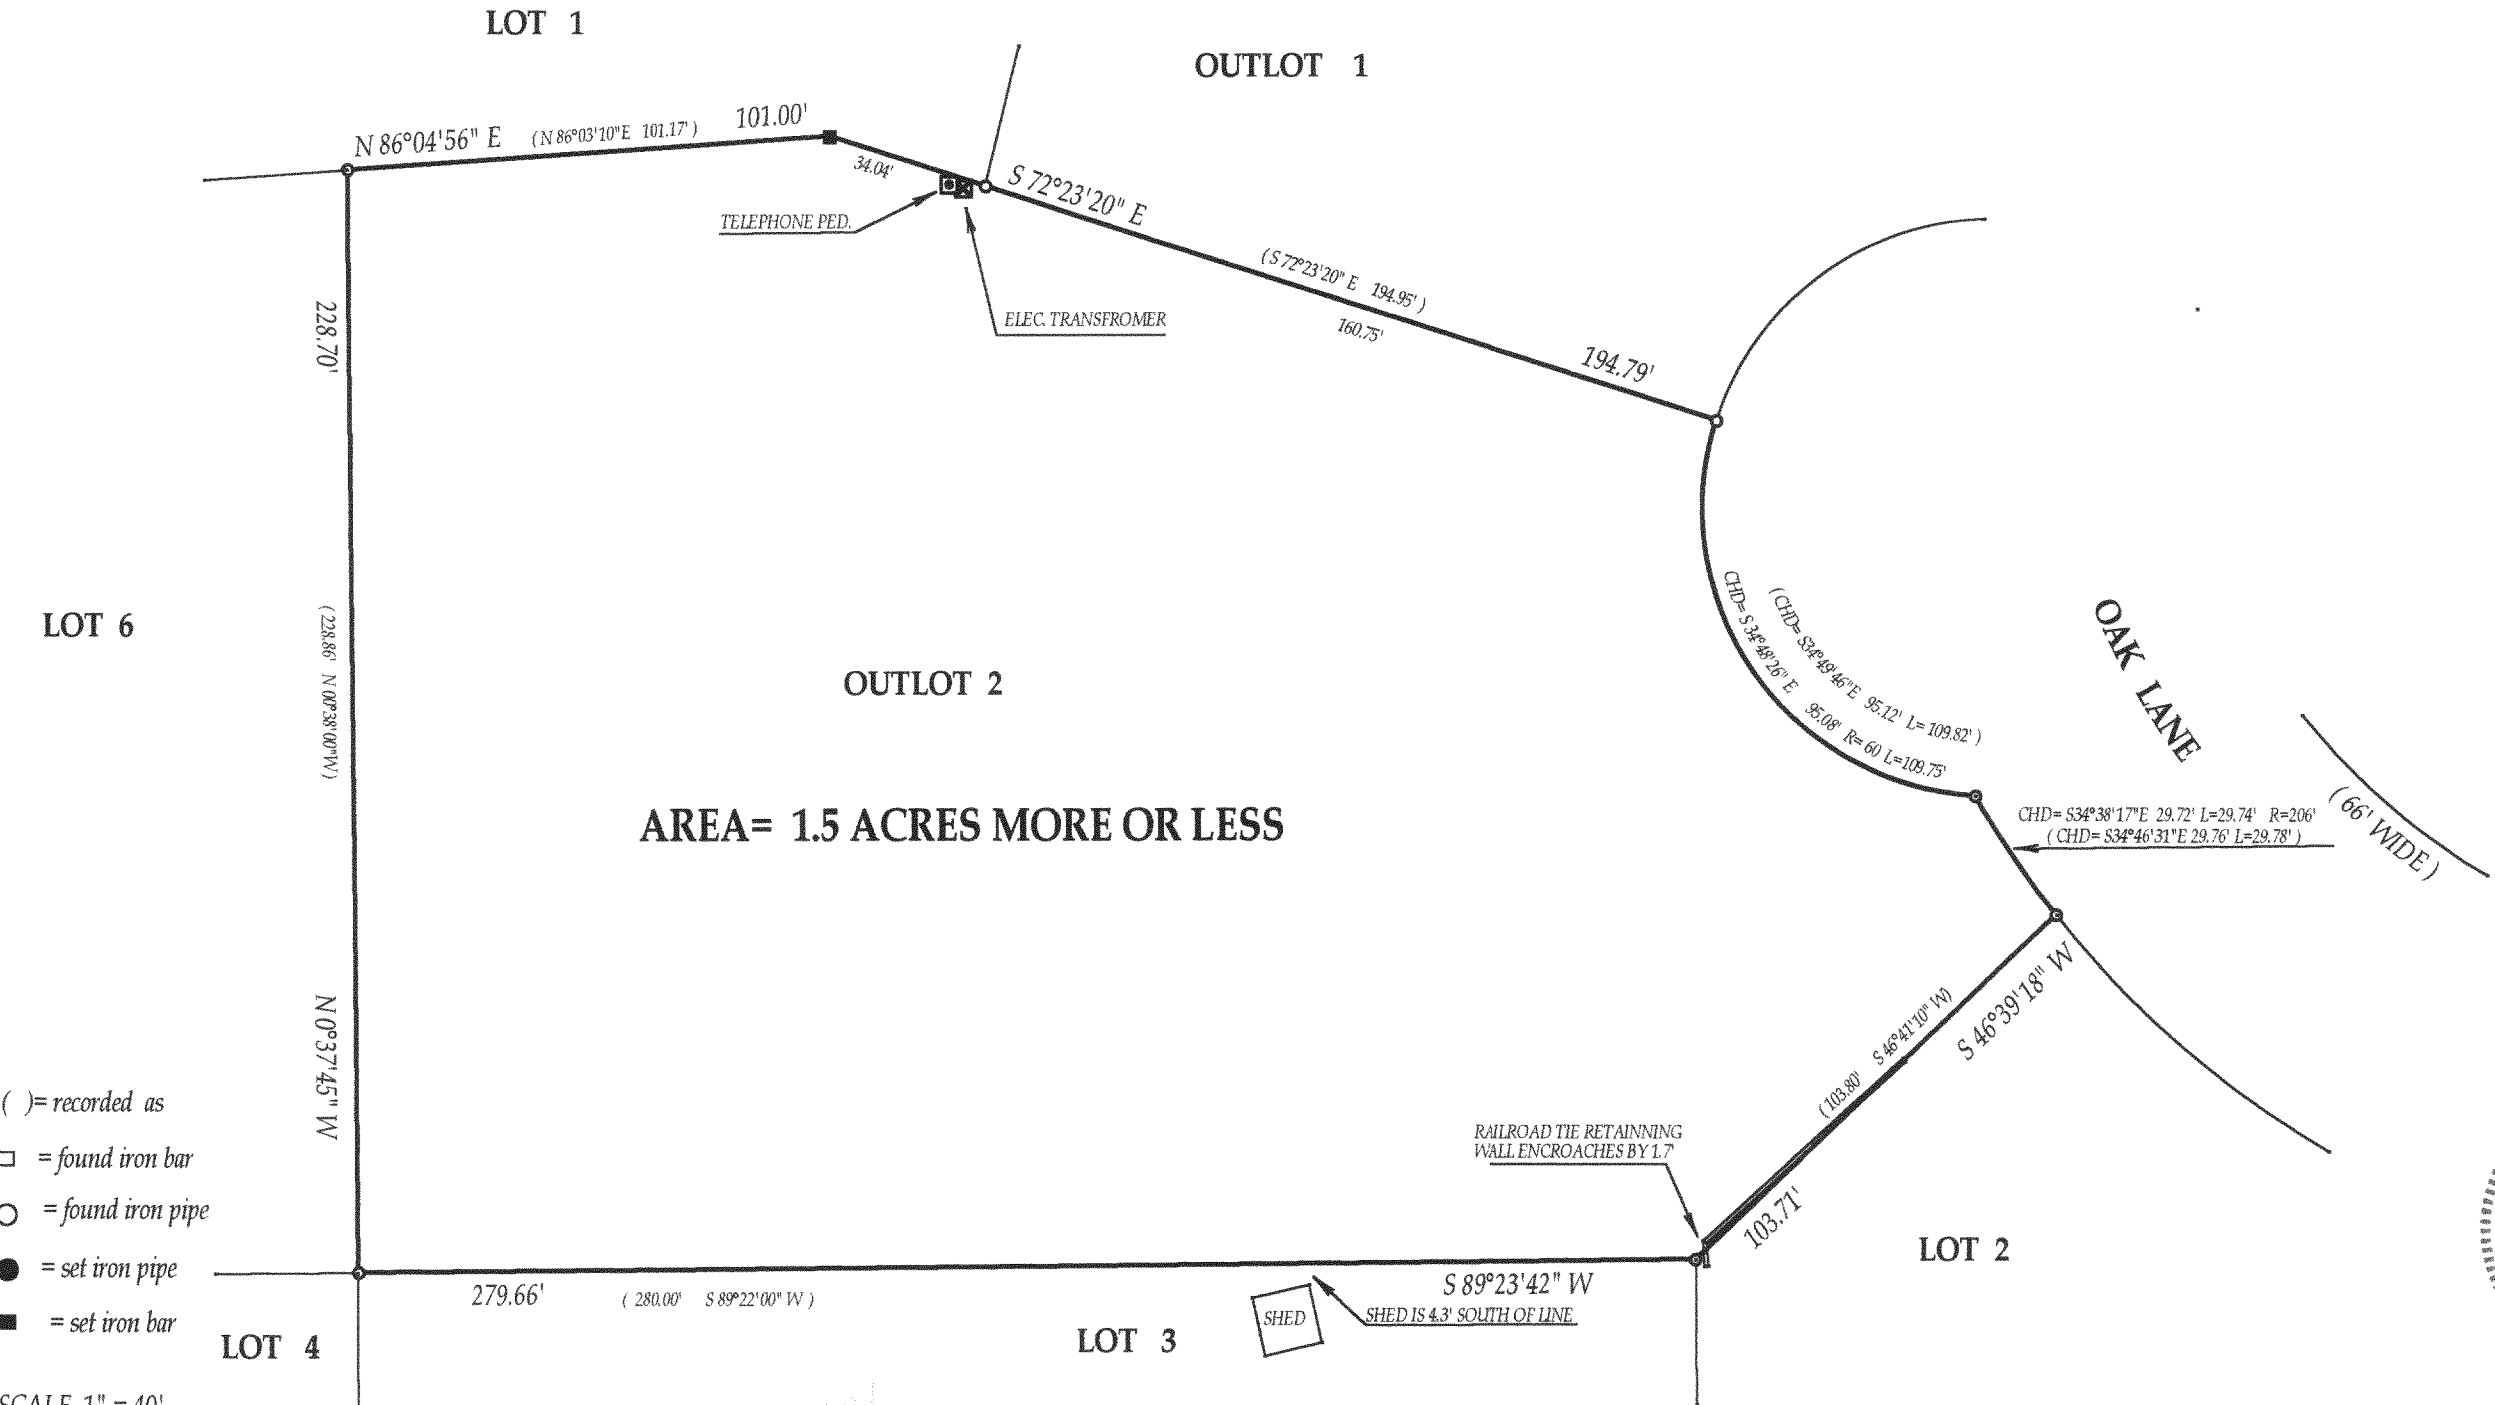 LOT 1
OUTLOT 1
N 86°04'56" E
( N 86°03'10"E 101.17' )
101.00'
34.04'
S 72°23'20" E
TELEPHONE PED.
ELEC. TRANSFROMER
( S 72°23'20" E 194.95' )
160.75'
194.79'
228.70'
( 228.86' N 00°38'00"W )
N 0°37'45" W
LOT 6
OUTLOT 2
AREA= 1.5 ACRES MORE OR LESS
CHD= S 34°48'26" E 95.08' R= 60 L=109.75'
( CHD= S34°49'46"E 95.12' L= 109.82' )
OAK LANE
( 66' WIDE )
CHD= S34°38'17"E 29.72' L=29.74' R=206'
( CHD= S34°46'31"E 29.76' L=29.78' )
S 46°39'18" W
( 103.80' S 46°41'10" W)
103.71'
RAILROAD TIE RETAINNING
WALL ENCROACHES BY 1.7'
LOT 2
( )= recorded as
= found iron bar
= found iron pipe
= set iron pipe
= set iron bar
SCALE 1" = 40'
279.66'
( 280.00' S 89°22'00" W )
S 89°23'42" W
SHED
SHED IS 4.3' SOUTH OF LINE
LOT 4
LOT 3